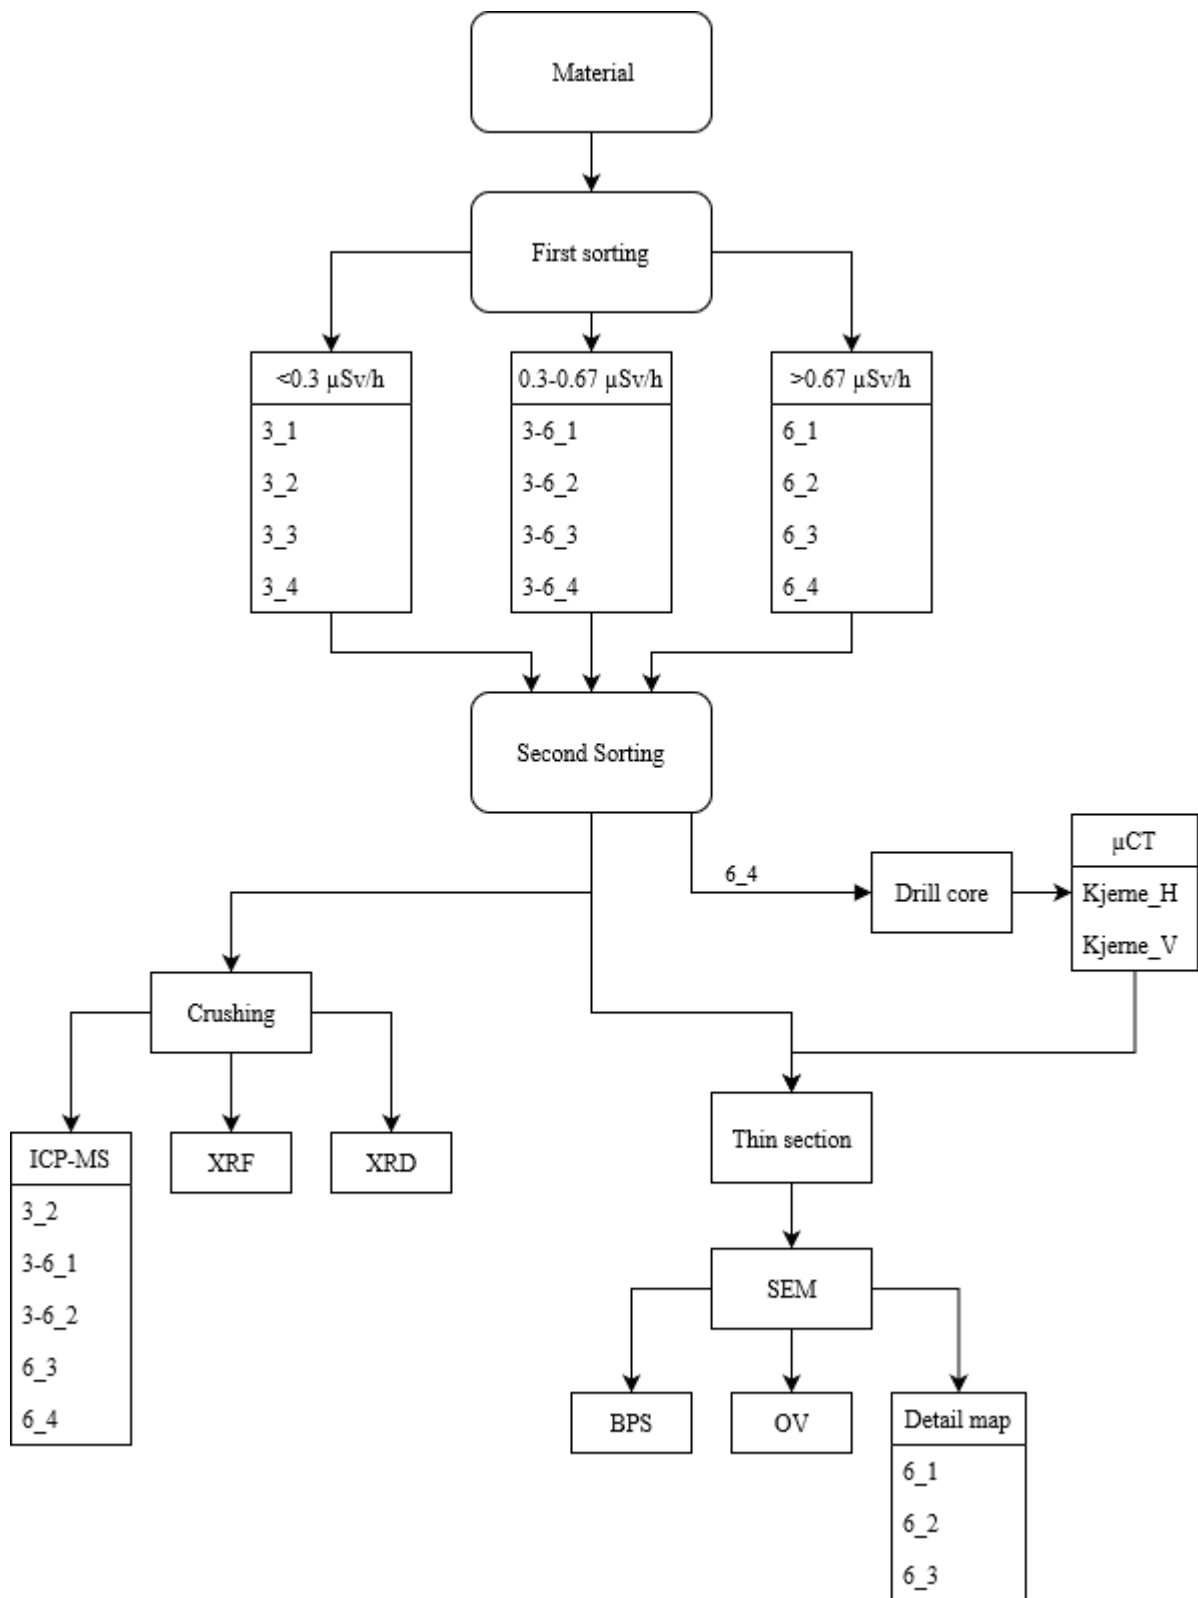 Material
First sorting
<0.3 µSv/h
3_1
3_2
3_3
3_4
0.3-0.67 µSv/h
3-6_1
3-6_2
3-6_3
3-6_4
>0.67 µSv/h
6_1
6_2
6_3
6_4
Second Sorting
6_4
Drill core
µCT
Kjerne_H
Kjerne_V
Crushing
ICP-MS
3_2
3-6_1
3-6_2
6_3
6_4
XRF
XRD
Thin section
SEM
BPS
OV
Detail map
6_1
6_2
6_3